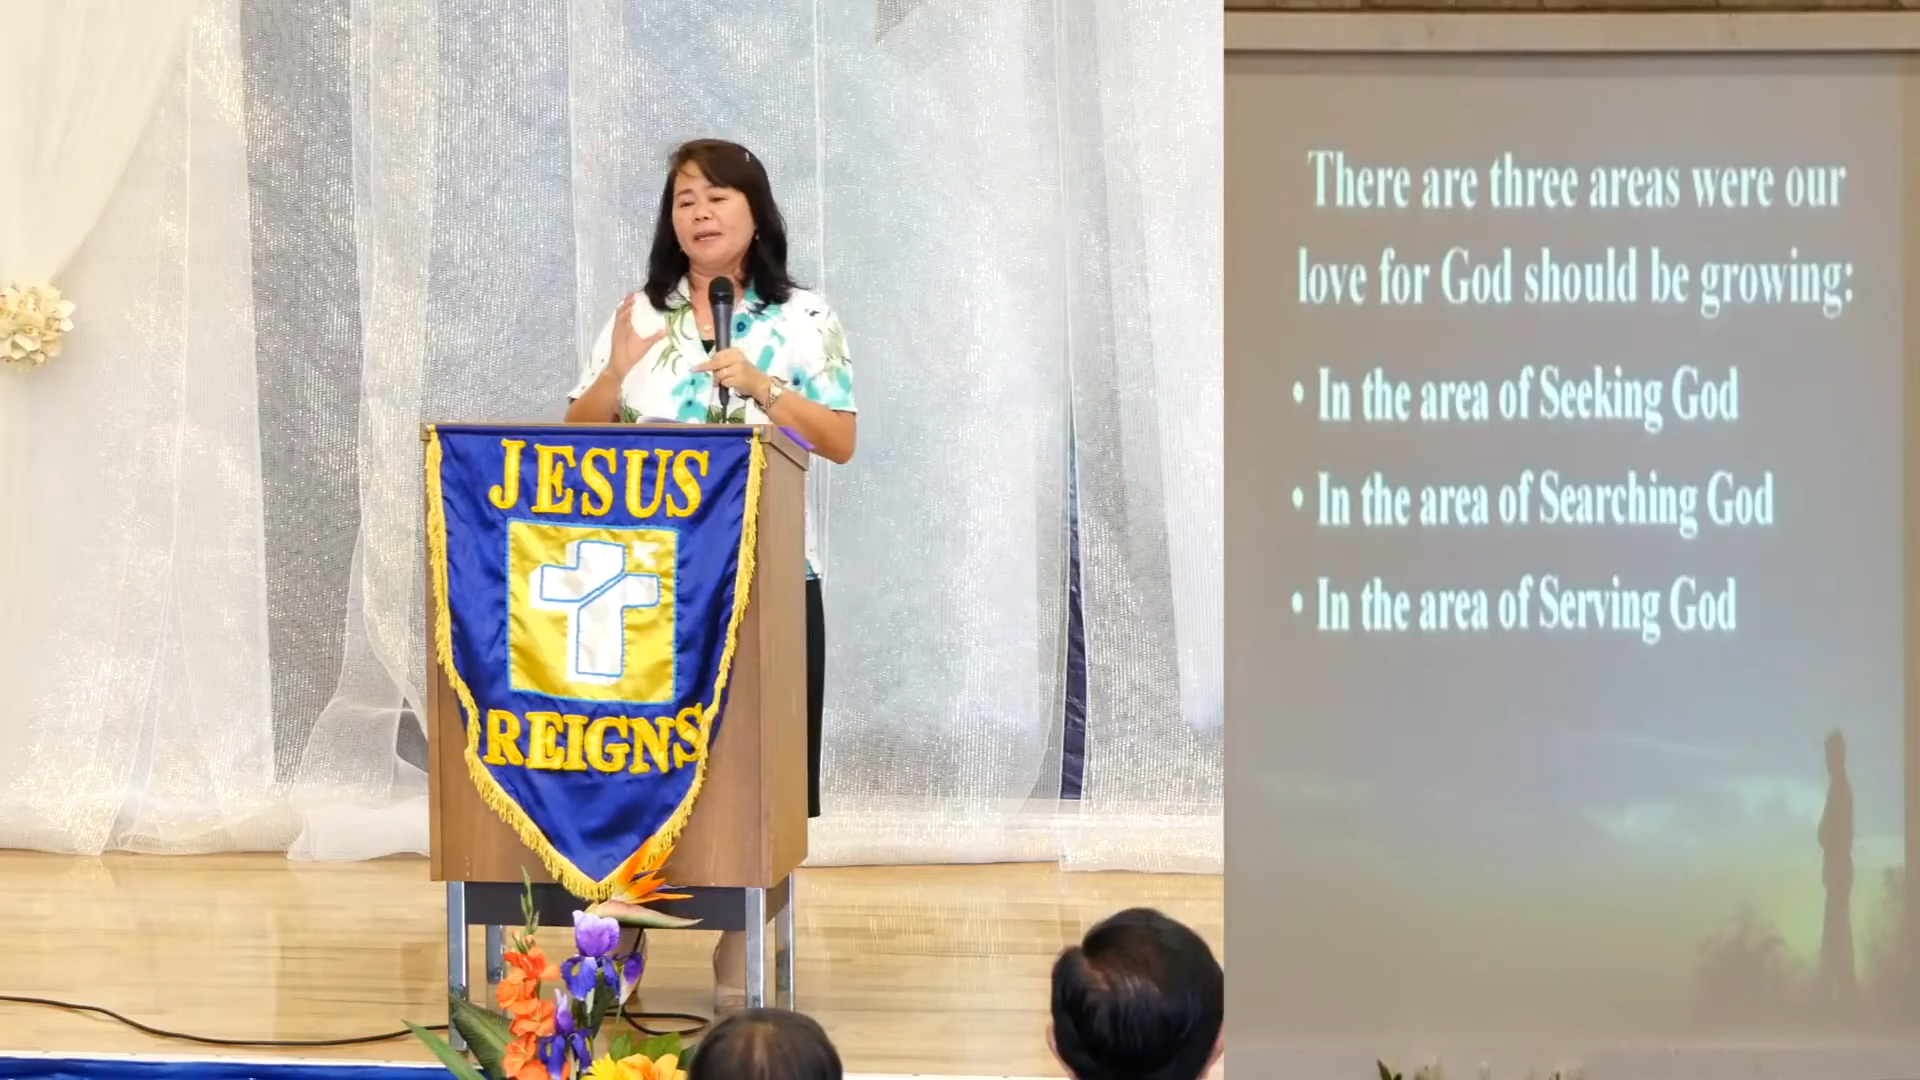 JESUS
REIGNS
There are three areas were our
love for God should be growing:
• In the area of Seeking God
• In the area of Searching God
• In the area of Serving God